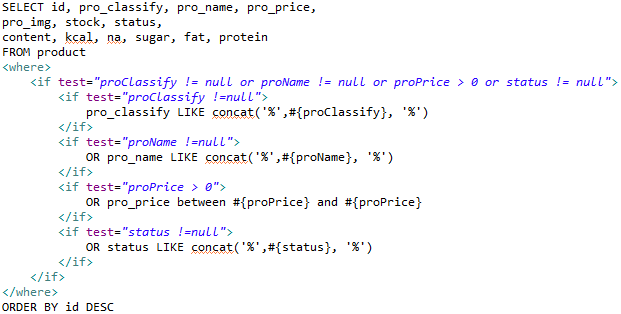 SELECT id, pro_classify, pro_name, pro_price,
pro_img, stock, status,
content, kcal, na, sugar, fat, protein
FROM product
<where>
<if test="proClassify != null or proName != null or proPrice > 0 or status != null">
<if test="proClassify !=null">
pro_classify LIKE concat('%',#{proClassify}, '%')
</if>
<if test="proName !=null">
OR pro_name LIKE concat('%',#{proName}, '%')
</if>
<if test="proPrice > 0">
OR pro_price between #{proPrice} and #{proPrice}
</if>
<if test="status !=null">
OR status LIKE concat('%',#{status}, '%')
</if>
</if>
</where>
ORDER BY id DESC